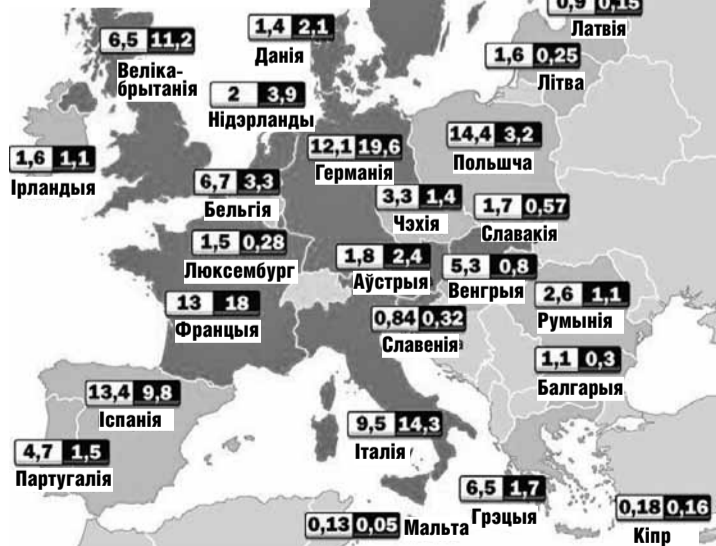 0,9 0,15
Латвія
6,5 11,2
Веліка-
брытанія
1,4 2,1
Данія
1,6 0,25
Літва
2 3,9
Нідэрланды
12,1 19,6
Германія
14,4 3,2
Польшча
1,6 1,1
Ірландыя
6,7 3,3
Бельгія
3,3 1,4
Чэхія
1,7 0,57
Славакія
1,5 0,28
Люксембург
1,8 2,4
Аўстрыя
5,3 0,8
Венгрыя
13 18
Францыя
2,6 1,1
Румынія
0,84 0,32
Славенія
1,1 0,3
Балгарыя
13,4 9,8
Іспанія
9,5 14,3
Італія
4,7 1,5
Партугалія
6,5 1,7
Грэцыя
0,13 0,05 Мальта
0,18 0,16
Кіпр